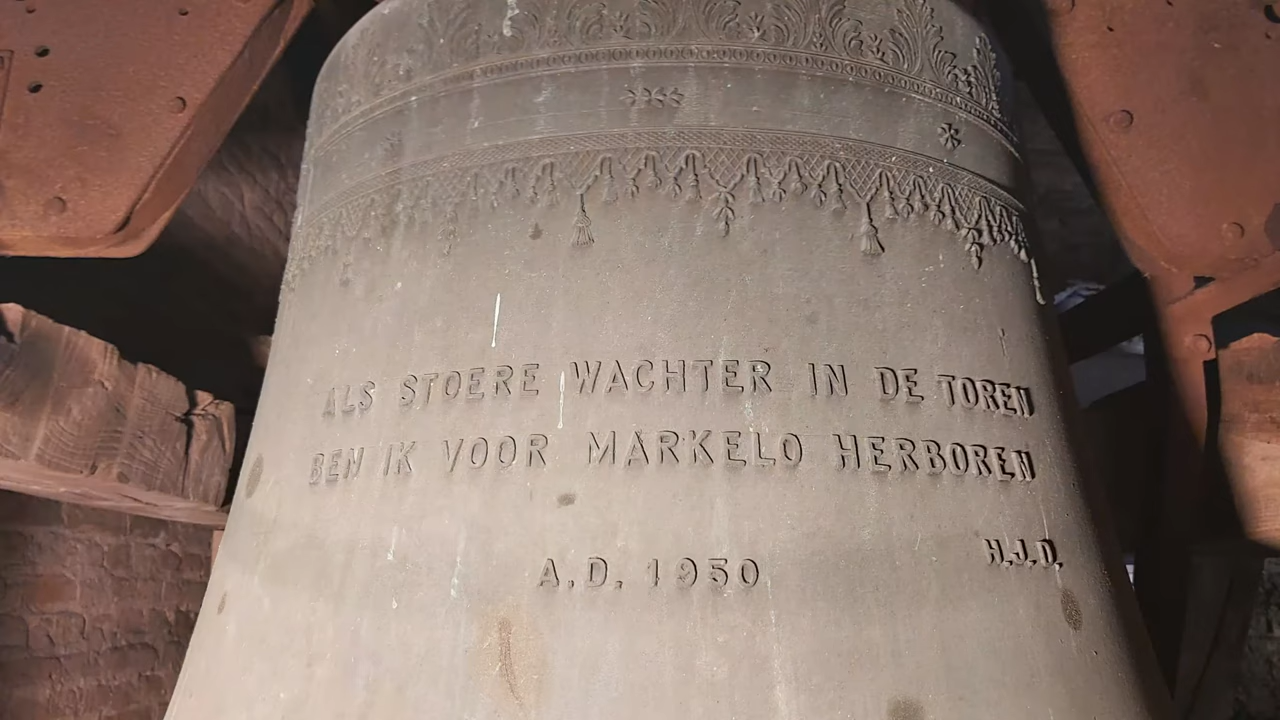 ALS STOERE WACHTER IN DE TOREN
BEN IK VOOR MARKELO HERBOREN
H.J.D.
A.D. 1950